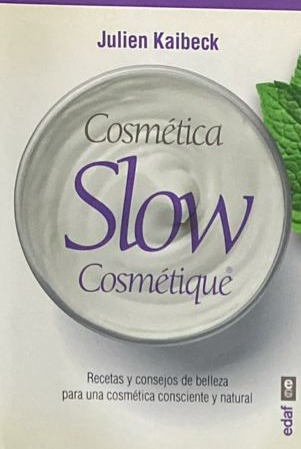 Julien Kaibeck
Cosmética
Slow
Cosmétique®
Recetas y consejos de belleza
para una cosmética consciente y natural
edaf